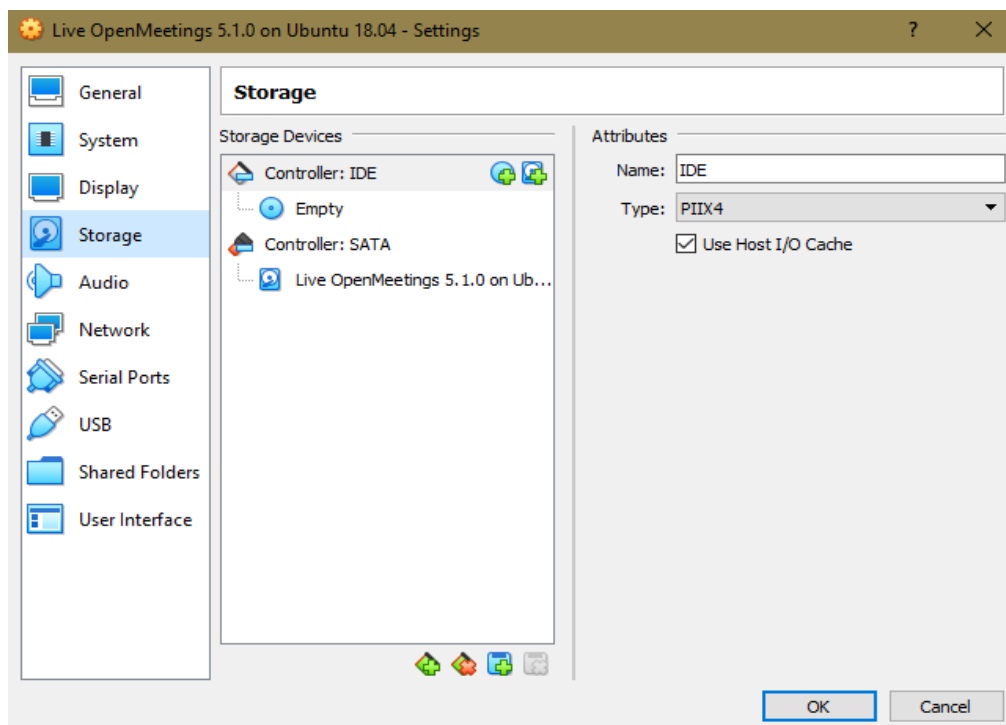 Live OpenMeetings 5.1.0 on Ubuntu 18.04 - Settings
?
General
System
Display
Storage
Audio
Network
Serial Ports
USB
Shared Folders
User Interface
Storage
Storage Devices
Controller: IDE
Empty
Controller: SATA
Live OpenMeetings 5.1.0 on Ub...
Attributes
Name: IDE
Type: PIIX4
Use Host I/O Cache
OK
Cancel